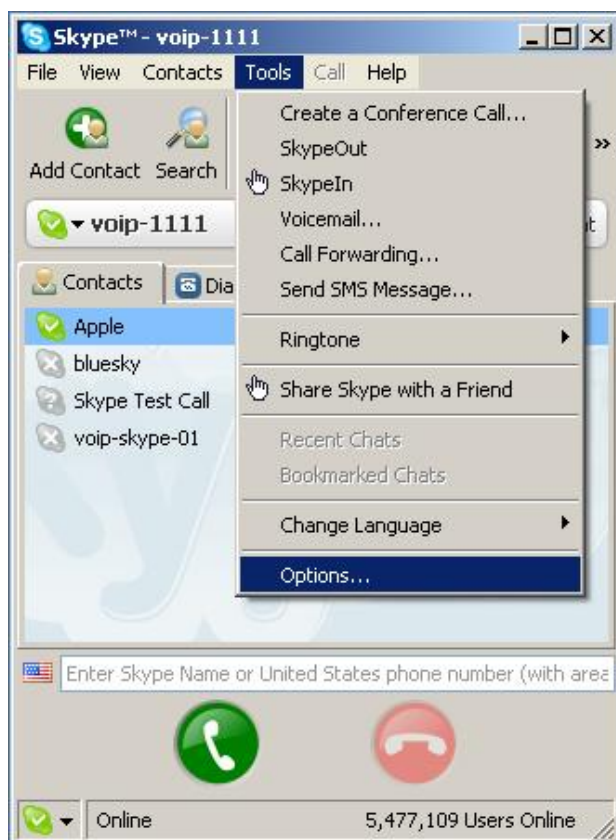 Skype™ - voip-1111
File View Contacts Tools Call Help
Add Contact Search
Create a Conference Call...
SkypeOut
SkypeIn
Voicemail...
Call Forwarding...
Send SMS Message...
Ringtone
Share Skype with a Friend
Recent Chats
Bookmarked Chats
Change Language
Options...
voip-1111
Contacts
Apple
bluesky
Skype Test Call
voip-skype-01
Enter Skype Name or United States phone number (with area
Online 5,477,109 Users Online